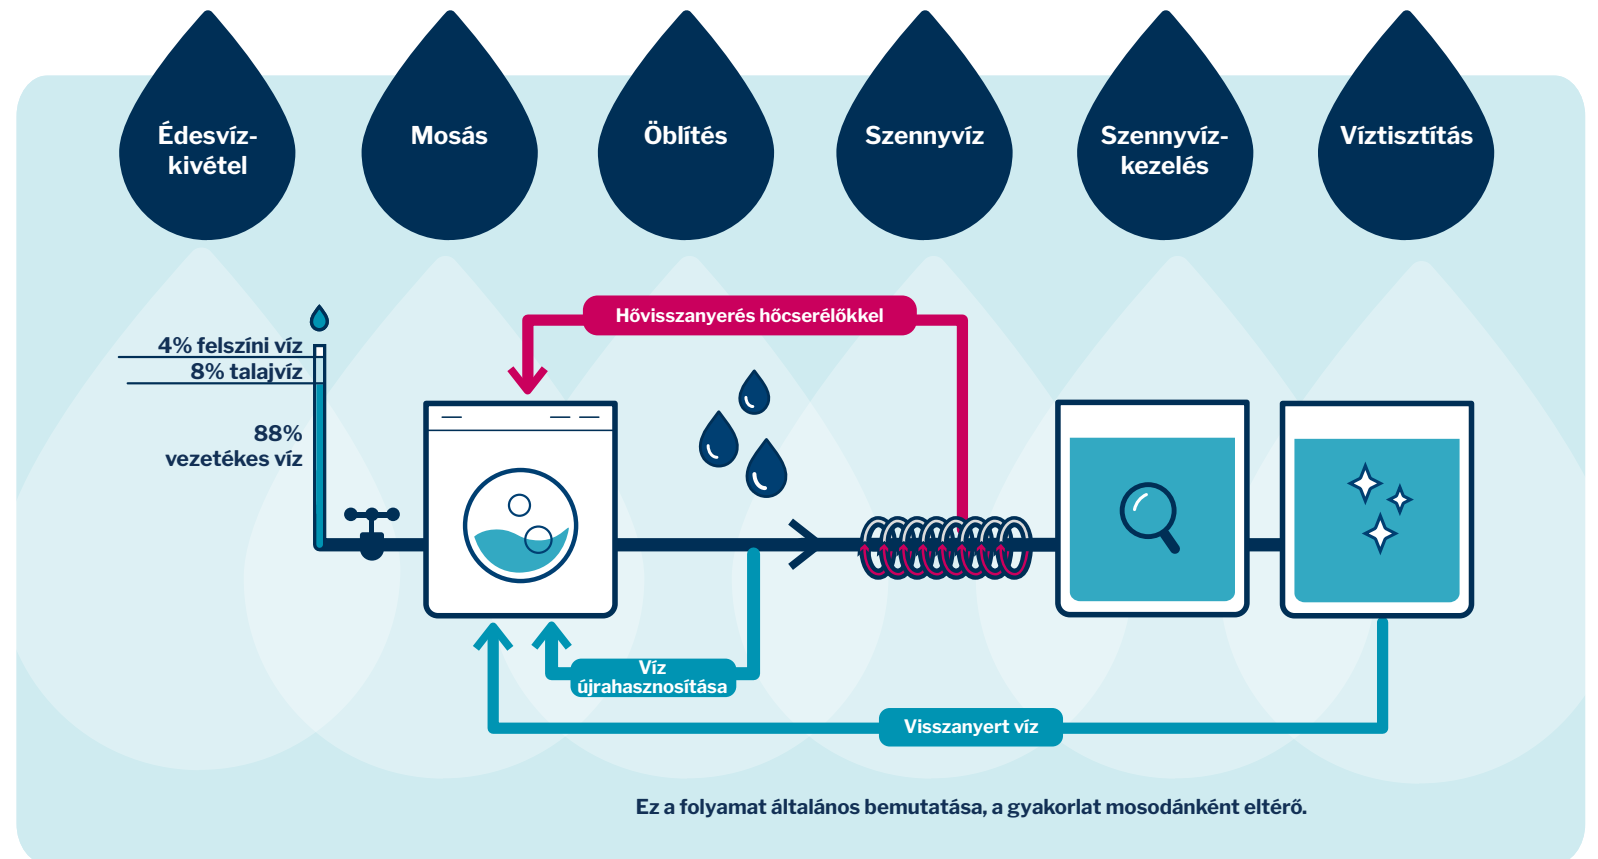 Édesvíz-
kivétel
Mosás
Öblítés
Szennyvíz
Szennyvíz-
kezelés
Víztisztítás
Hővisszanyerés hőcserélőkkel
4% felszíni víz
8% talajvíz
88%
vezetékes víz
Víz
újrahasznosítása
Visszanyert víz
Ez a folyamat általános bemutatása, a gyakorlat mosodánként eltérő.